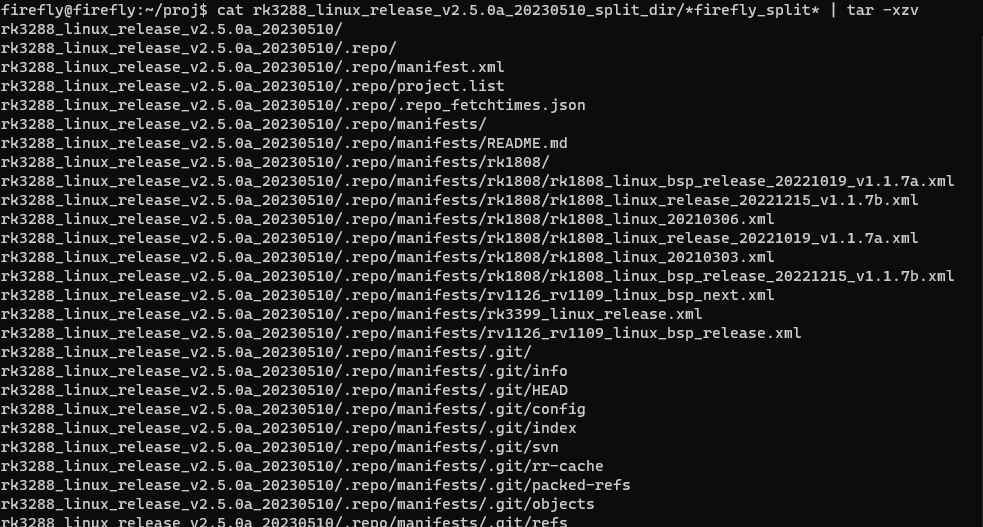 firefly@firefly:~/proj$ cat rk3288_linux_release_v2.5.0a_20230510_split_dir/*firefly_split* | tar -xzv
rk3288_linux_release_v2.5.0a_20230510/
rk3288_linux_release_v2.5.0a_20230510/.repo/
rk3288_linux_release_v2.5.0a_20230510/.repo/manifest.xml
rk3288_linux_release_v2.5.0a_20230510/.repo/project.list
rk3288_linux_release_v2.5.0a_20230510/.repo/.repo_fetchtimes.json
rk3288_linux_release_v2.5.0a_20230510/.repo/manifests/
rk3288_linux_release_v2.5.0a_20230510/.repo/manifests/README.md
rk3288_linux_release_v2.5.0a_20230510/.repo/manifests/rk1808/
rk3288_linux_release_v2.5.0a_20230510/.repo/manifests/rk1808/rk1808_linux_bsp_release_20221019_v1.1.7a.xml
rk3288_linux_release_v2.5.0a_20230510/.repo/manifests/rk1808/rk1808_linux_release_20221215_v1.1.7b.xml
rk3288_linux_release_v2.5.0a_20230510/.repo/manifests/rk1808/rk1808_linux_20210306.xml
rk3288_linux_release_v2.5.0a_20230510/.repo/manifests/rk1808/rk1808_linux_release_20221019_v1.1.7a.xml
rk3288_linux_release_v2.5.0a_20230510/.repo/manifests/rk1808/rk1808_linux_20210303.xml
rk3288_linux_release_v2.5.0a_20230510/.repo/manifests/rk1808/rk1808_linux_bsp_release_20221215_v1.1.7b.xml
rk3288_linux_release_v2.5.0a_20230510/.repo/manifests/rv1126_rv1109_linux_bsp_next.xml
rk3288_linux_release_v2.5.0a_20230510/.repo/manifests/rk3399_linux_release.xml
rk3288_linux_release_v2.5.0a_20230510/.repo/manifests/rv1126_rv1109_linux_bsp_release.xml
rk3288_linux_release_v2.5.0a_20230510/.repo/manifests/.git/
rk3288_linux_release_v2.5.0a_20230510/.repo/manifests/.git/info
rk3288_linux_release_v2.5.0a_20230510/.repo/manifests/.git/HEAD
rk3288_linux_release_v2.5.0a_20230510/.repo/manifests/.git/config
rk3288_linux_release_v2.5.0a_20230510/.repo/manifests/.git/index
rk3288_linux_release_v2.5.0a_20230510/.repo/manifests/.git/svn
rk3288_linux_release_v2.5.0a_20230510/.repo/manifests/.git/rr-cache
rk3288_linux_release_v2.5.0a_20230510/.repo/manifests/.git/packed-refs
rk3288_linux_release_v2.5.0a_20230510/.repo/manifests/.git/objects
rk3288_linux_release_v2.5.0a_20230510/.repo/manifests/.git/refs